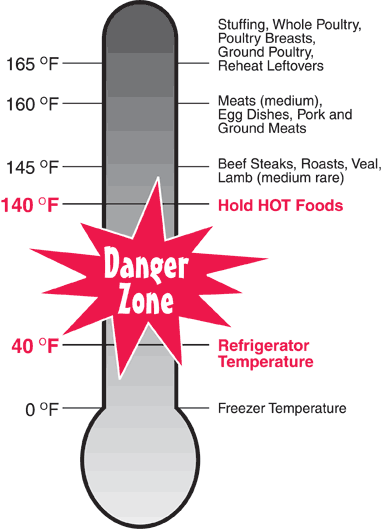 Stuffing, Whole Poultry,
Poultry Breasts,
Ground Poultry,
165 °F Reheat Leftovers
160 °F Meats (medium),
Egg Dishes, Pork and
Ground Meats
145 °F Beef Steaks, Roasts, Veal,
Lamb (medium rare)
140 °F Hold HOT Foods
Danger
Zone
40 °F Refrigerator
Temperature
0 °F Freezer Temperature